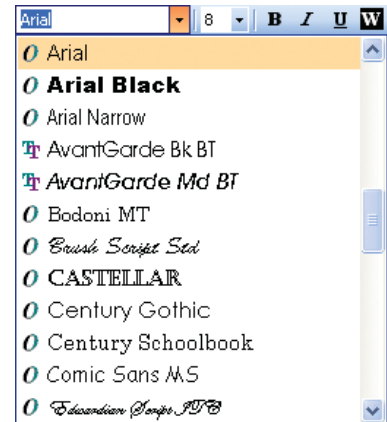 Arial 8 B I U W
Arial
Arial Black
Arial Narrow
AvantGarde Bk BT
AvantGarde Md BT
Bodoni MT
Brush Script Std
CASTELLAR
Century Gothic
Century Schoolbook
Comic Sans MS
Edwardian Script ITC